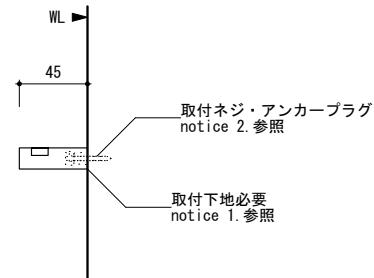 WL
45
取付ネジ・アンカープラグ
notice 2.参照
取付下地必要
notice 1.参照